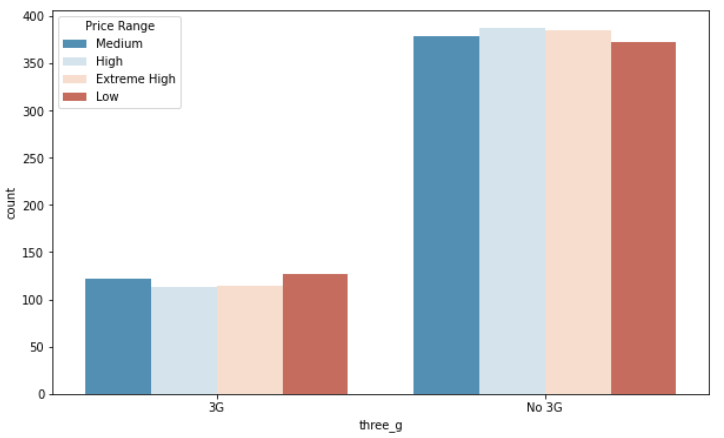 400
350
300
250
200
150
100
50
0
count
Price Range
Medium
High
Extreme High
Low
3G
No 3G
three_g